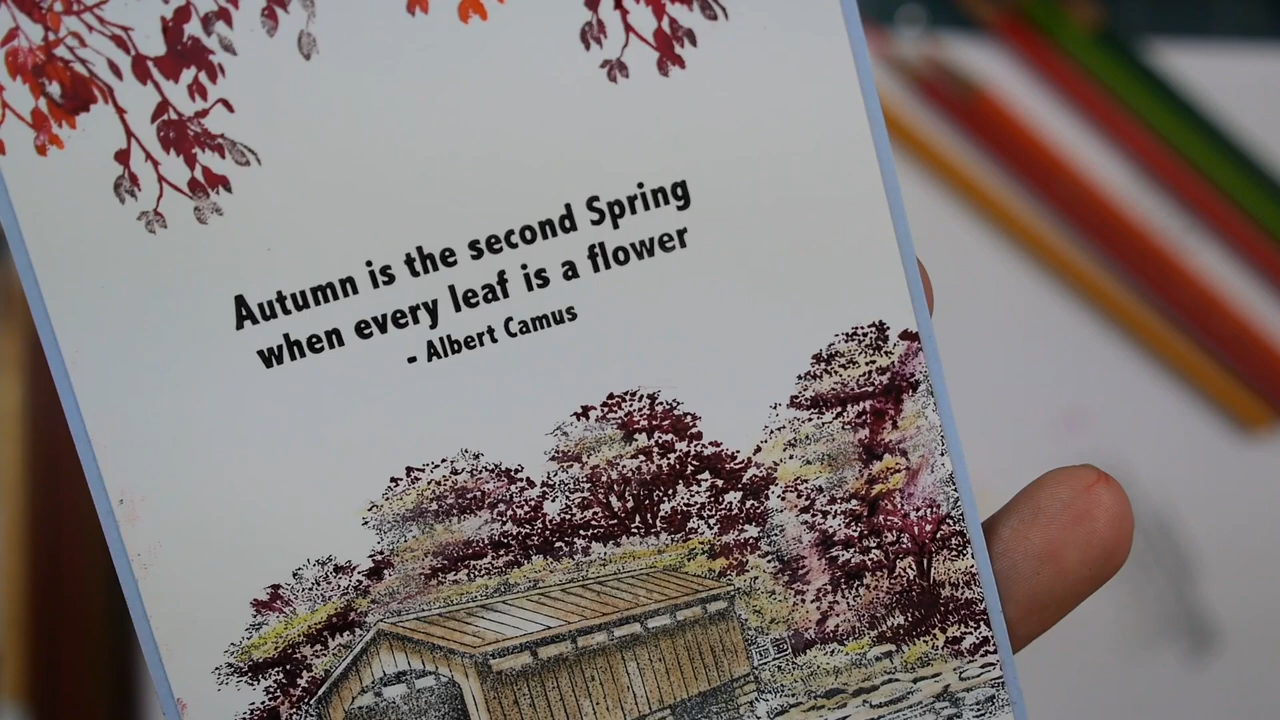 Autumn is the second Spring
when every leaf is a flower
- Albert Camus